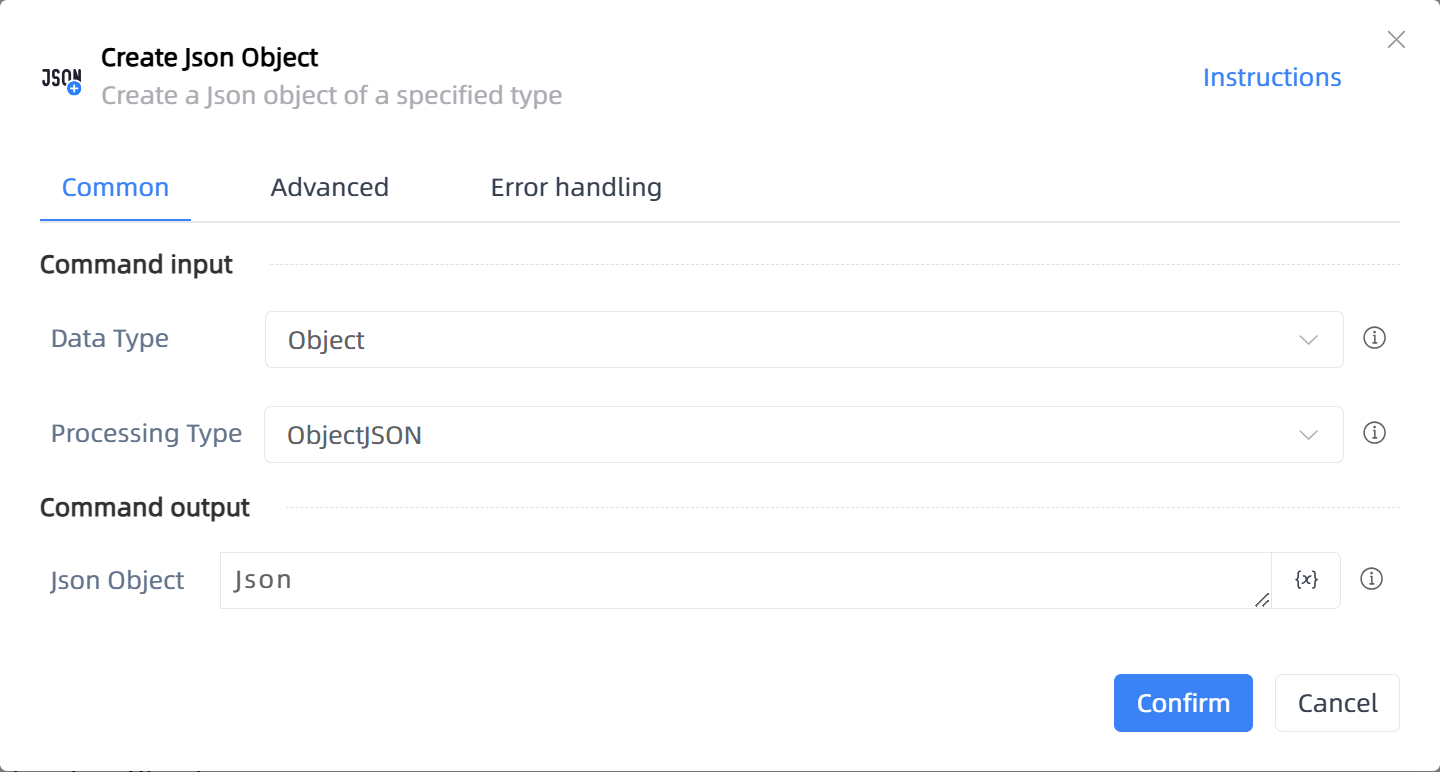 JSON
Create Json Object
Create a Json object of a specified type
Instructions
Common Advanced Error handling
Command input
Data Type Object
Processing Type ObjectJSON
Command output
Json Object Json {x}
Confirm Cancel